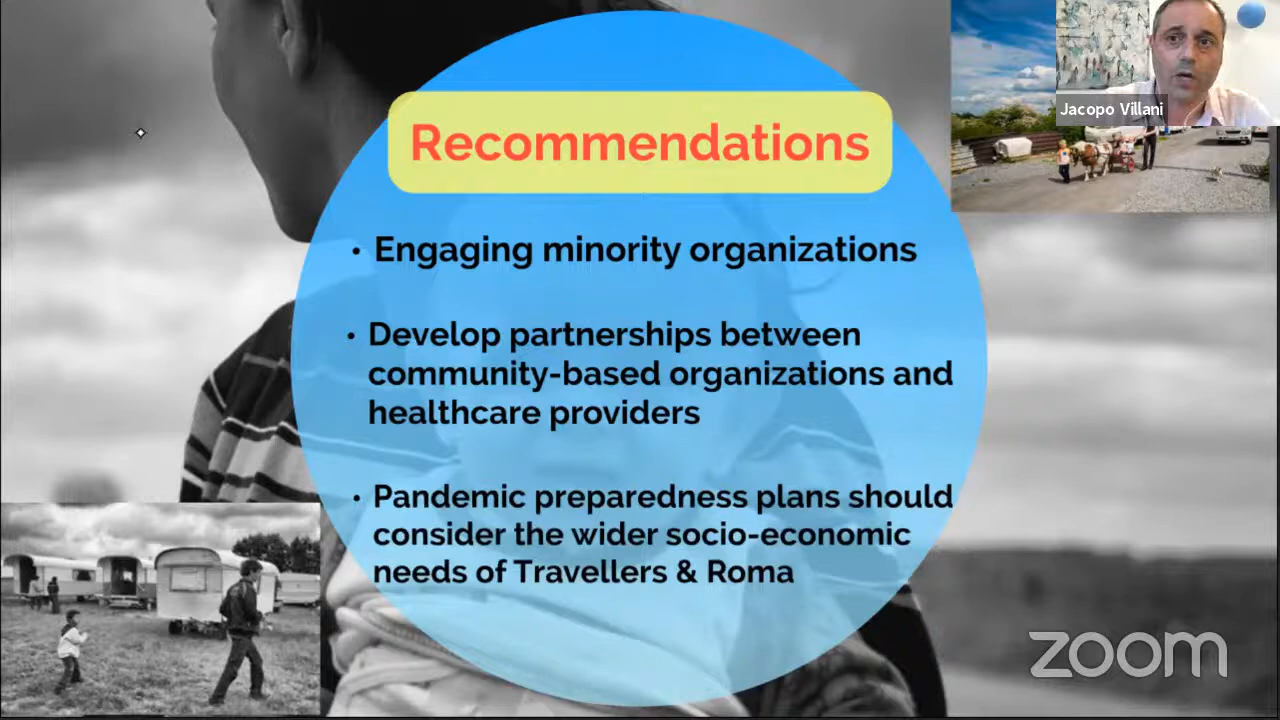 Jacopo Villani
Recommendations
• Engaging minority organizations
• Develop partnerships between
community-based organizations and
healthcare providers
• Pandemic preparedness plans should
consider the wider socio-economic
needs of Travellers & Roma
zoom